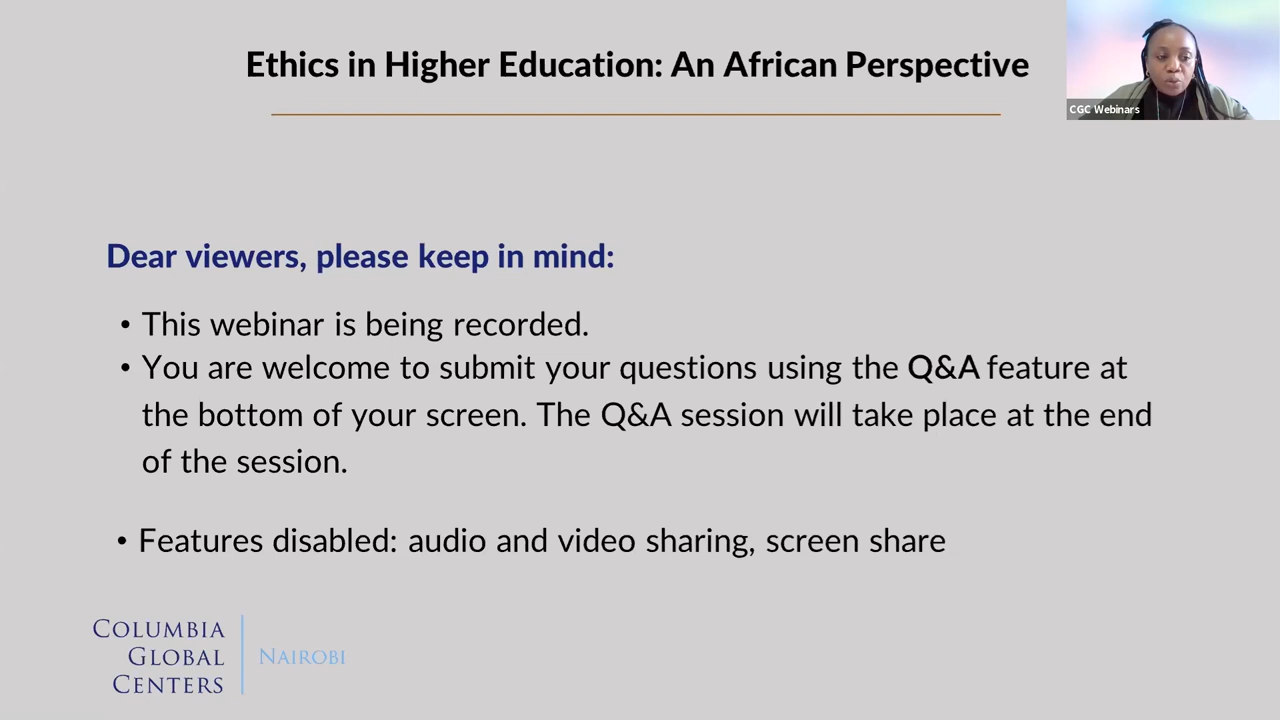 Ethics in Higher Education: An African Perspective
CGC Webinars
Dear viewers, please keep in mind:
• This webinar is being recorded.
• You are welcome to submit your questions using the Q&A feature at
the bottom of your screen. The Q&A session will take place at the end
of the session.
• Features disabled: audio and video sharing, screen share
COLUMBIA
GLOBAL
CENTERS
NAIROBI